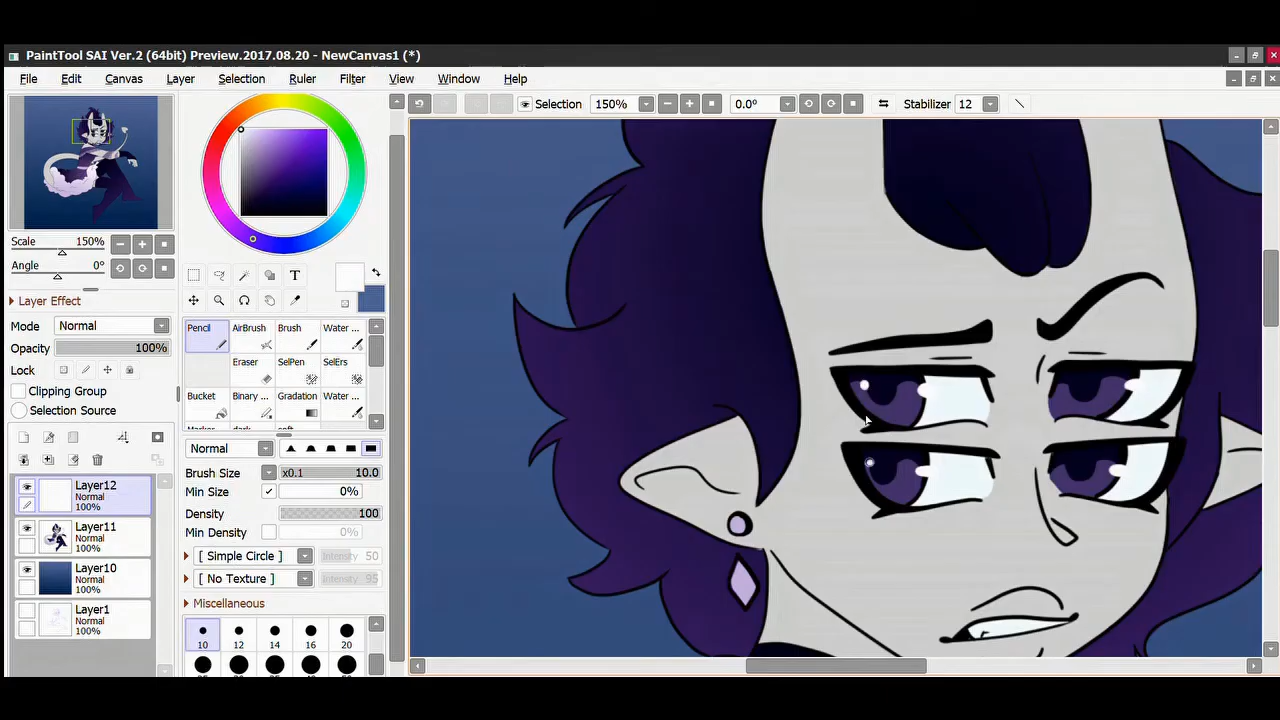 PaintTool SAI Ver.2 (64bit) Preview.2017.08.20 - NewCanvas1 (*)
File Edit Canvas Layer Selection Ruler Filter View Window Help
Selection 150% 0.0° Stabilizer 12
Scale 150%
Angle 0°
Layer Effect
Mode Normal
Opacity 100%
Lock
Clipping Group
Selection Source
Layer12
Normal
100%
Layer11
Normal
100%
Layer10
Normal
100%
Layer1
Normal
100%
T
Pencil AirBrush Brush Water ...
Eraser SelPen SelErs
Bucket Binary ... Gradation Water ...
Normal
Brush Size x0.1 10.0
Min Size 0%
Density 100
Min Density 0%
[ Simple Circle ] Intensity 50
[ No Texture ] Intensity 95
Miscellaneous
10 12 14 16 20